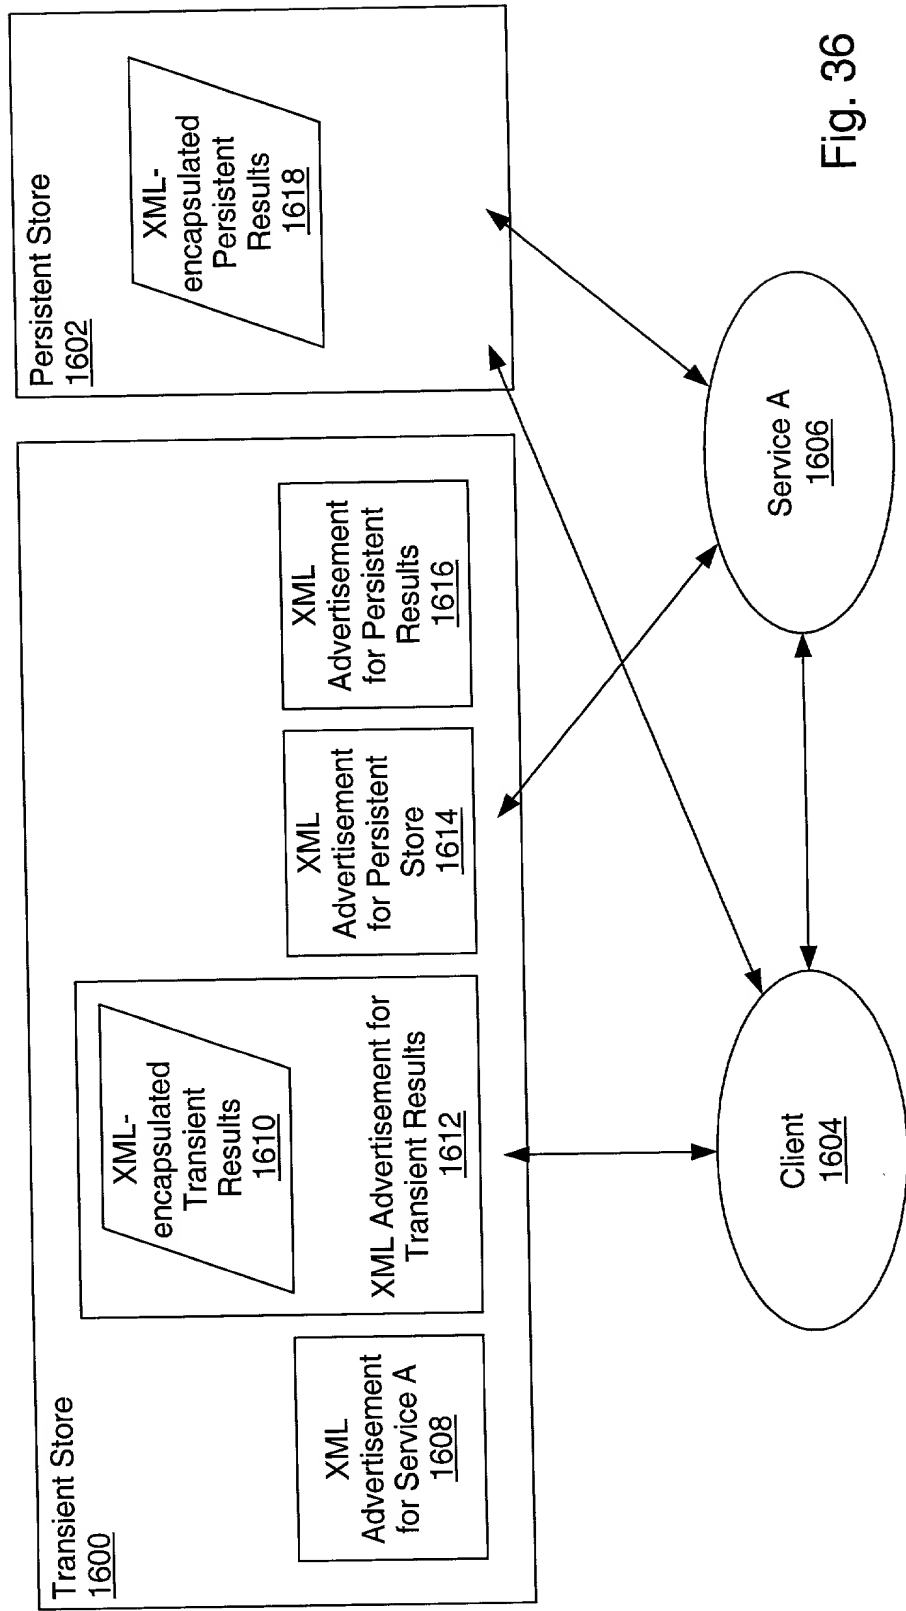 Transient Store
1600
XML
Advertisement
for Service A
1608
XML-
encapsulated
Transient
Results
1610
XML Advertisement for
Transient Results
1612
XML
Advertisement
for Persistent
Store
1614
XML
Advertisement
for Persistent
Results
1616
Persistent Store
1602
XML-
encapsulated
Persistent
Results
1618
Client
1604
Service A
1606
Fig. 36